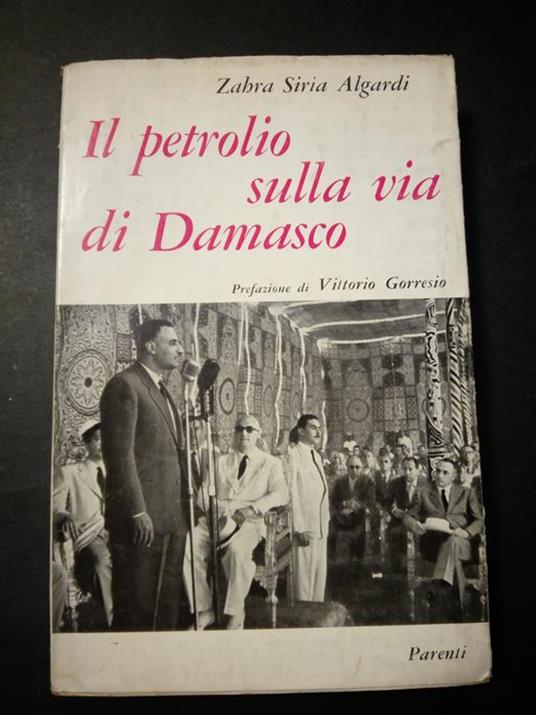 Zahra Siria Algardi
Il petrolio
sulla via
di Damasco
Prefazione di Vittorio Gorresio
Parenti